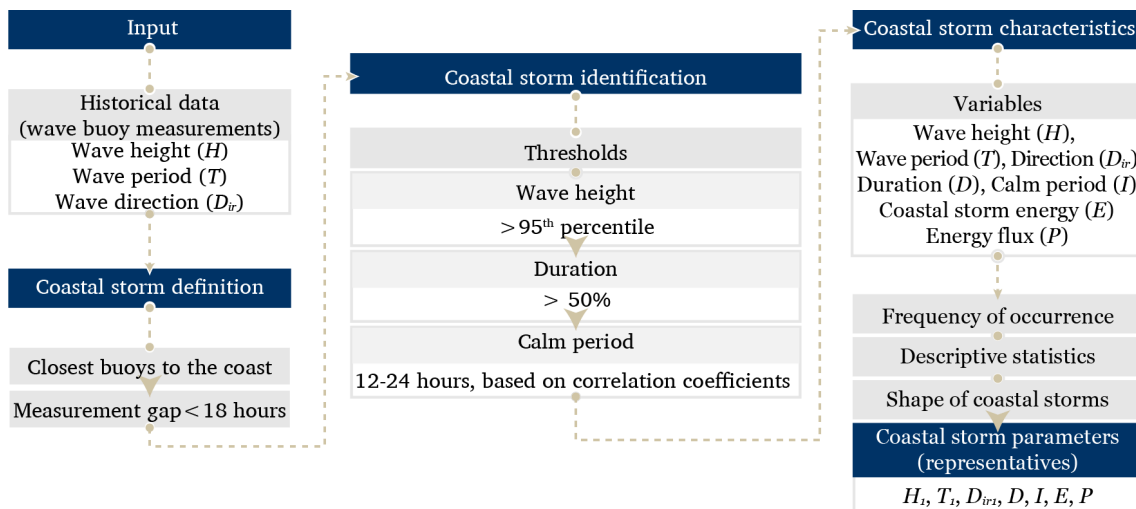 Input
Historical data
(wave buoy measurements)
Wave height (H)
Wave period (T)
Wave direction (Dir)
Coastal storm definition
Closest buoys to the coast
Measurement gap < 18 hours
Coastal storm identification
Thresholds
Wave height
>95th percentile
Duration
> 50%
Calm period
12-24 hours, based on correlation coefficients
Coastal storm characteristics
Variables
Wave height (H),
Wave period (T), Direction (Dir)
Duration (D), Calm period (I)
Coastal storm energy (E)
Energy flux (P)
Frequency of occurrence
Descriptive statistics
Shape of coastal storms
Coastal storm parameters
(representatives)
H1, T1, Dir1, D, I, E, P